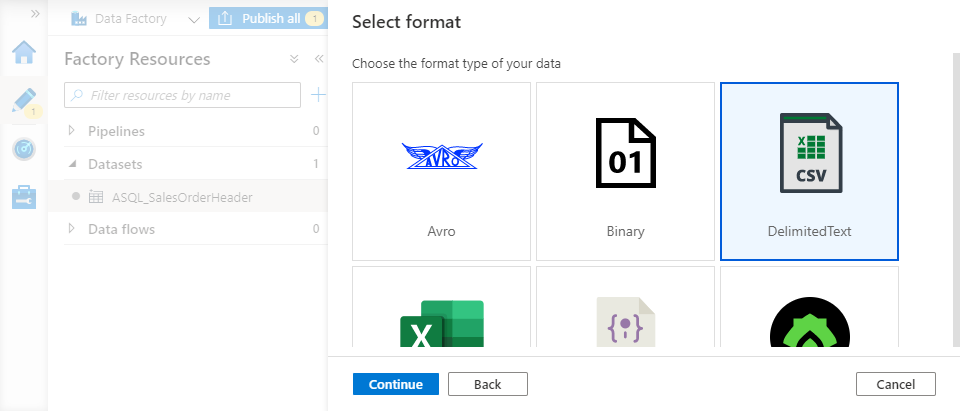 »
Data Factory
Publish all 1
Factory Resources
«
Filter resources by name
Pipelines 0
Datasets 1
ASQL_SalesOrderHeader
Data flows 0
1
Select format
Choose the format type of your data
AVRO
Avro
01
Binary
CSV
DelimitedText
X
{ }
Continue
Back
Cancel